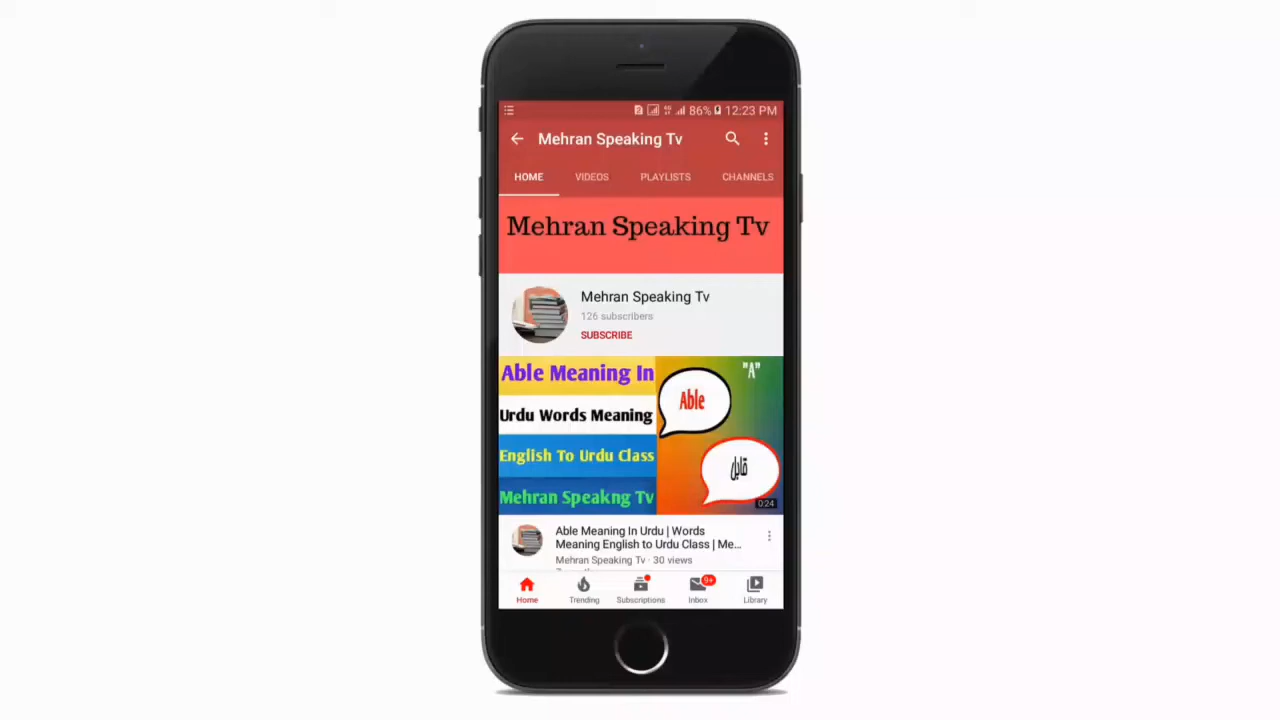 86% 12:23 PM
Mehran Speaking Tv
HOME VIDEOS PLAYLISTS CHANNELS
Mehran Speaking Tv
Mehran Speaking Tv
126 subscribers
SUBSCRIBE
Able Meaning In
Urdu Words Meaning
English To Urdu Class
Mehran Speakng Tv
"A"
Able
قابل
0:24
Able Meaning In Urdu | Words
Meaning English to Urdu Class | Me...
Mehran Speaking Tv · 30 views
9+
Home Trending Subscriptions Inbox Library